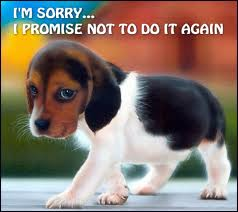 I'M SORRY...
I PROMISE NOT TO DO IT AGAIN